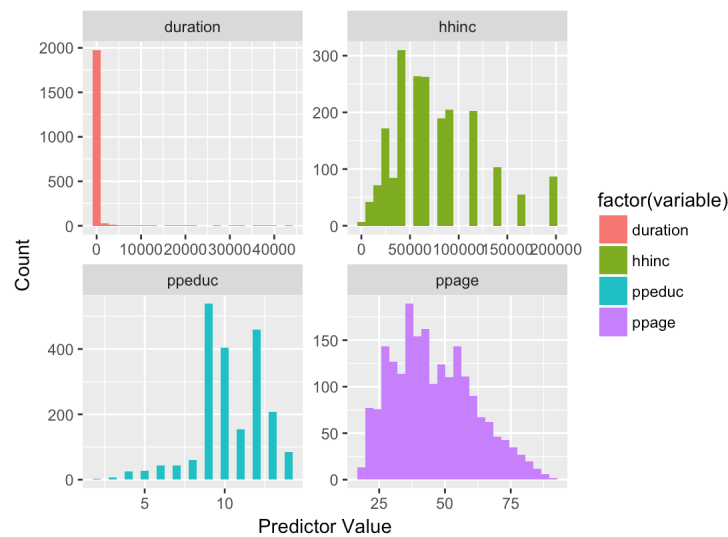 duration
hhinc
2000
1500
1000
500
0
0 10000 20000 30000 40000
300
200
100
0
0 50000 100000 150000 200000
ppeduc
ppage
400
200
0
5 10
150
100
50
0
25 50 75
Count
Predictor Value
factor(variable)
duration
hhinc
ppeduc
ppage